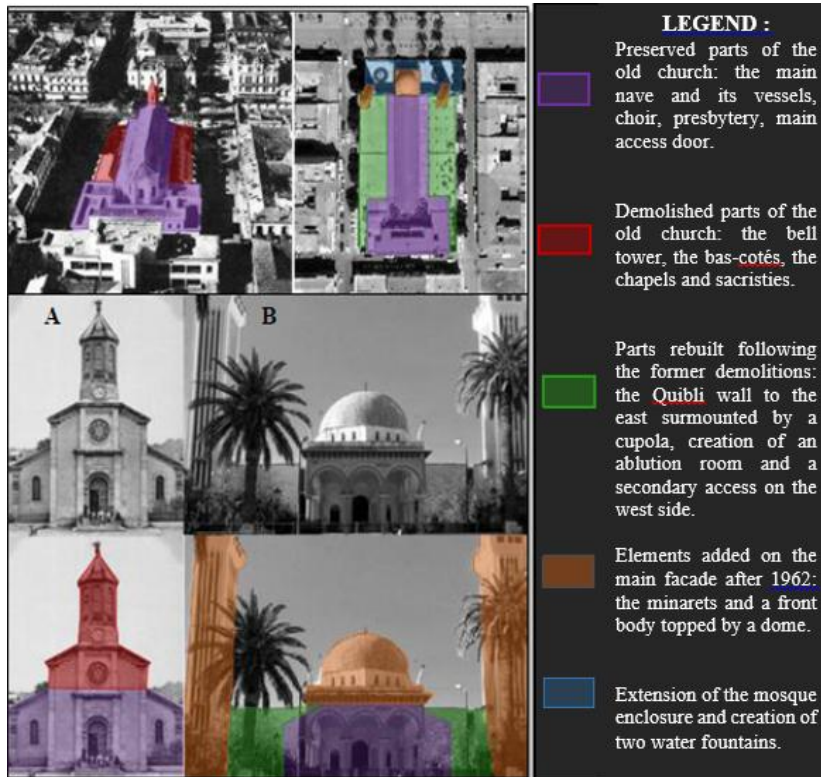 LEGEND :
Preserved parts of the
old church: the main
nave and its vessels,
choir, presbytery, main
access door.
Demolished parts of the
old church: the bell
tower, the bas-cotés, the
chapels and sacristies.
Parts rebuilt following
the former demolitions:
the Quibli wall to the
east surmounted by a
cupola, creation of an
ablution room and a
secondary access on the
west side.
Elements added on the
main facade after 1962:
the minarets and a front
body topped by a dome.
Extension of the mosque
enclosure and creation of
two water fountains.
A
B